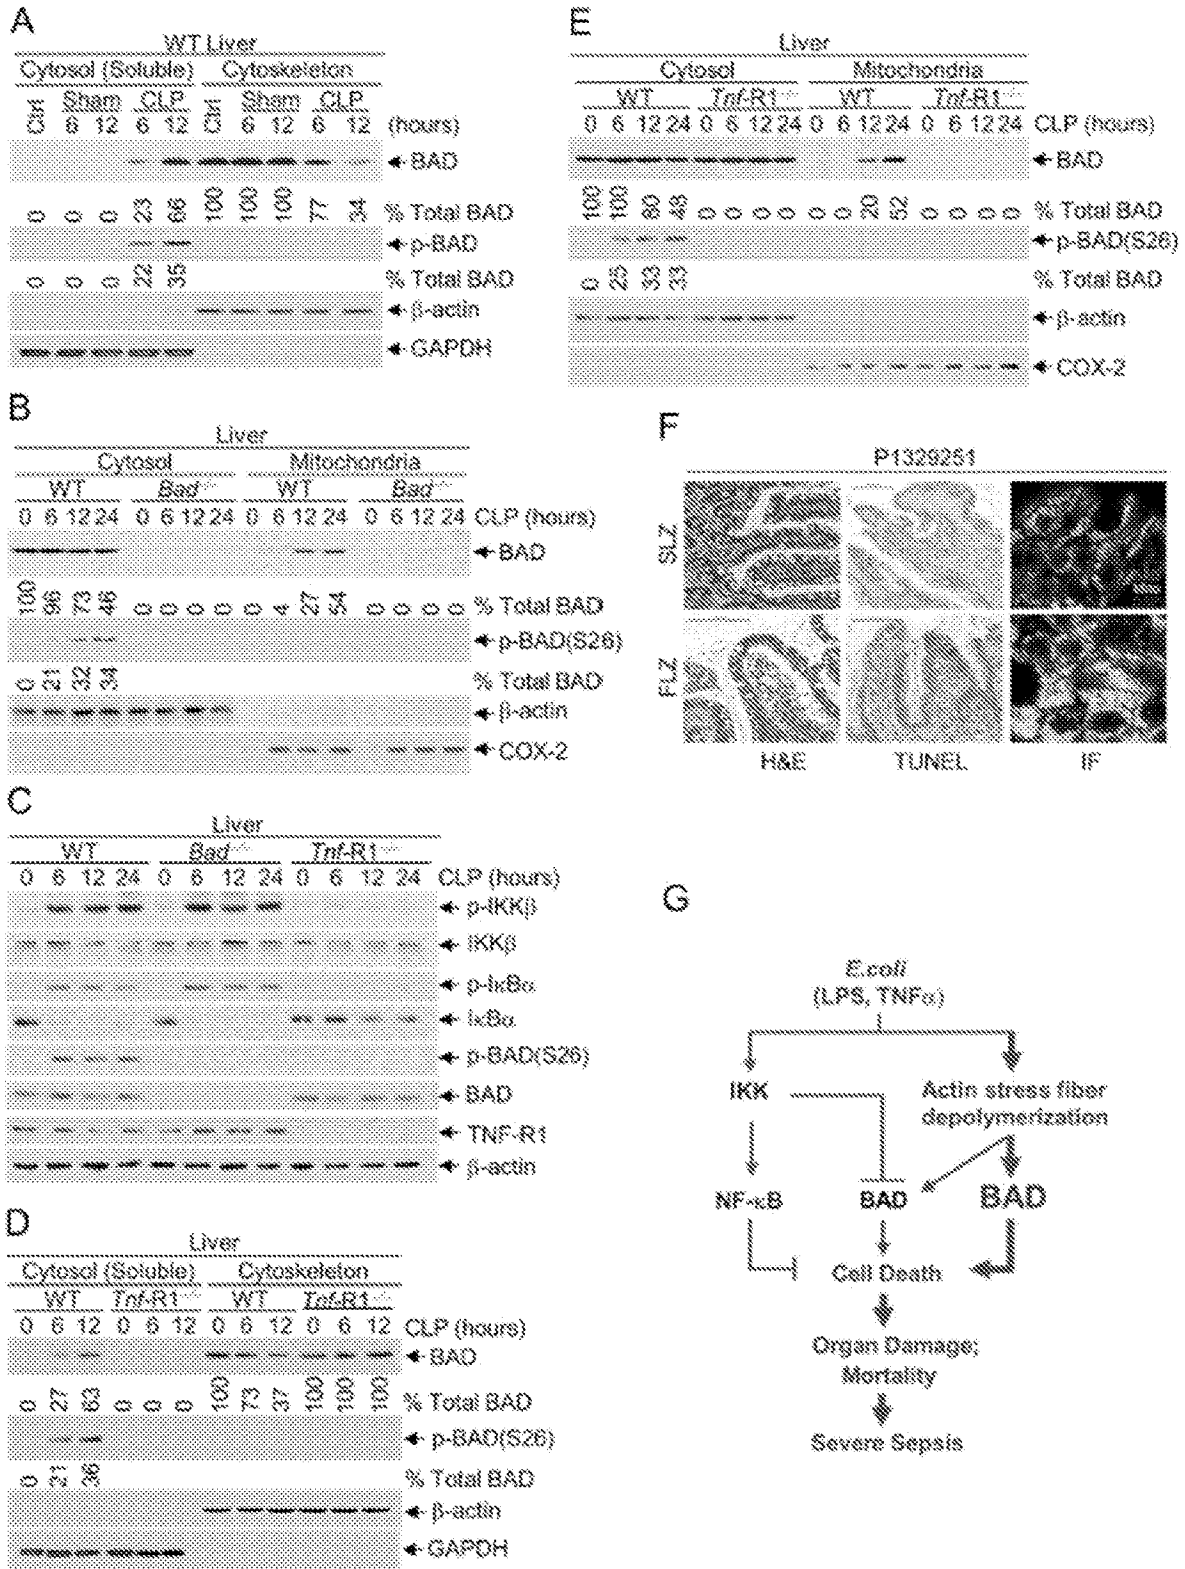 A
WT Liver
Cytosol (Soluble) Cytoskeleton
Ctrl Sham CLP Ctrl Sham CLP
6 12 6 12 6 12 6 12 (hours)
BAD
0 0 0 23 66 100 100 100 77 34 % Total BAD
p-BAD
0 0 0 22 35 % Total BAD
β-actin
GAPDH
B
Liver
Cytosol Mitochondria
WT Bad-/- WT Bad-/-
0 6 12 24 0 6 12 24 0 6 12 24 0 6 12 24 CLP (hours)
BAD
100 96 73 46 0 0 0 0 0 4 27 54 0 0 0 0 % Total BAD
p-BAD(S26)
0 21 32 34 % Total BAD
β-actin
COX-2
C
Liver
WT Bad-/- Tnf-R1-/-
0 6 12 24 0 6 12 24 0 6 12 24 CLP (hours)
p-IKKβ
IKKβ
p-IκBα
IκBα
p-BAD(S26)
BAD
TNF-R1
β-actin
D
Liver
Cytosol (Soluble) Cytoskeleton
WT Tnf-R1-/- WT Tnf-R1-/-
0 6 12 0 6 12 0 6 12 0 6 12 CLP (hours)
BAD
0 27 63 0 0 0 100 73 37 100 100 100 % Total BAD
p-BAD(S26)
0 21 36 % Total BAD
β-actin
GAPDH
E
Liver
Cytosol Mitochondria
WT Tnf-R1-/- WT Tnf-R1-/-
0 6 12 24 0 6 12 24 0 6 12 24 0 6 12 24 CLP (hours)
BAD
100 100 80 48 0 0 0 0 0 0 20 52 0 0 0 0 % Total BAD
p-BAD(S26)
0 25 33 33 % Total BAD
β-actin
COX-2
F
P1329251
SLZ
FLZ
H&E TUNEL IF
G
E.coli
(LPS, TNFα)
IKK Actin stress fiber
depolymerization
NF-κB BAD BAD
Cell Death
Organ Damage;
Mortality
Severe Sepsis